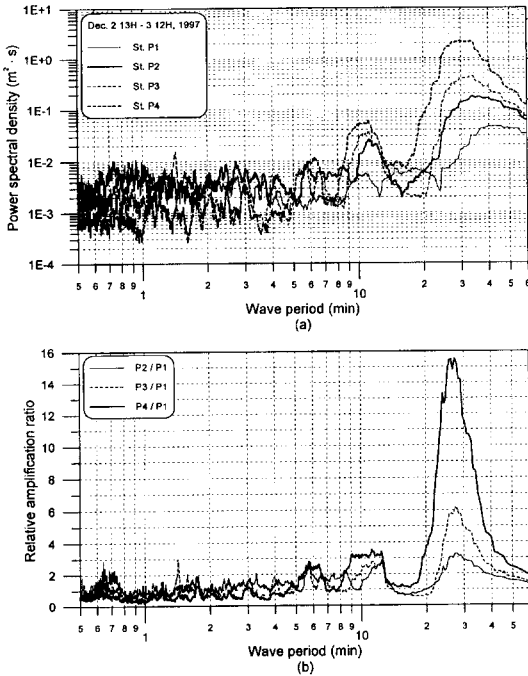 Dec. 2 13H - 3 12H, 1997
St. P1
St. P2
St. P3
St. P4
1E+2
1E+1
1E+0
1E-1
1E-2
1E-3
1E-4
Power spectral density (m² · s)
5 6 7 8 9 1 2 3 4 5 6 7 8 9 10 2 3 4 5 6
Wave period (min)
(a)
P2 / P1
P3 / P1
P4 / P1
16
14
12
10
8
6
4
2
0
Relative amplification ratio
5 6 7 8 9 1 2 3 4 5 6 7 8 9 10 2 3 4 5
Wave period (min)
(b)